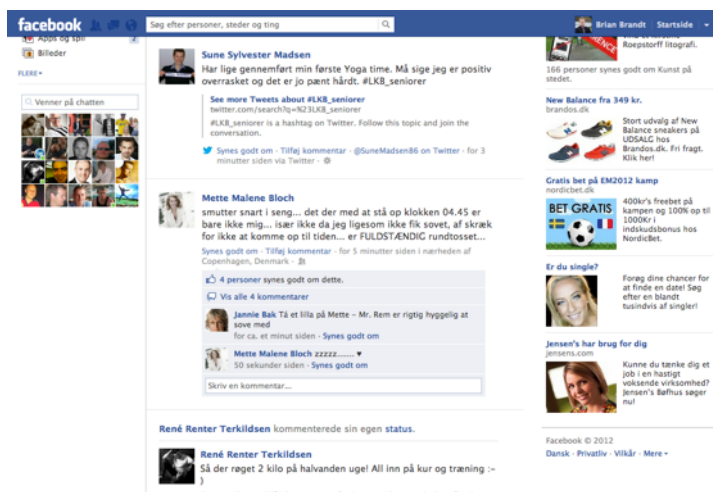 facebook
Søg efter personer, steder og ting
Brian Brandt
Startside
Apps og spil
Billeder
FLERE
Venner på chatten
Sune Sylvester Madsen
Har lige gennemført min første Yoga time. Må sige jeg er positiv
overrasket og det er jo pænt hårdt. #LKB_seniorer
See more Tweets about #LKB_seniorer
twitter.com/search?q=%23LKB_seniorer
#LKB_seniorer is a hashtag on Twitter. Follow this topic and join the
conversation.
Synes godt om · Tilføj kommentar · @SuneMadsen86 on Twitter · for 3
minutter siden via Twitter ·
Mette Malene Bloch
smutter snart i seng... det der med at stå op klokken 04.45 er
bare ikke mig... især ikke da jeg ligesom ikke fik sovet, af skræk
for ikke at komme op til tiden... er FULDSTÆNDIG rundtosset...
Synes godt om · Tilføj kommentar · for 5 minutter siden i nærheden af
Copenhagen, Denmark ·
4 personer synes godt om dette.
Vis alle 4 kommentarer
Jannie Bak Tå et lilla på Mette – Mr. Rem er rigtig hyggelig at
sove med
for ca. et minut siden · Synes godt om
Mette Malene Bloch zzzzz....... ♥
50 sekunder siden · Synes godt om
Skriv en kommentar...
René Renter Terkildsen kommenterede sin egen status.
René Renter Terkildsen
Så der røget 2 kilo på halvanden uge! All inn på kur og træning :-
)
Roepstorff litografi.
166 personer synes godt om Kunst på
stedet.
New Balance fra 349 kr.
brandos.dk
Stort udvalg af New
Balance sneakers på
UDSALG hos
Brandos.dk. Fri fragt.
Klik her!
Gratis bet på EM2012 kamp
nordicbet.dk
BET GRATIS
400kr's freebet på
kampen og 100% op til
1000Kr i
indskudsbonus hos
NordicBet.
Er du single?
Forøg dine chancer for
at finde en date! Søg
efter en blandt
tusindvis af singler!
Jensen's har brug for dig
jensens.com
Kunne du tænke dig et
job i en hastigt
voksende virksomhed?
Jensen's Bøfhus søger
nu!
Facebook © 2012
Dansk · Privatliv · Vilkår · Mere